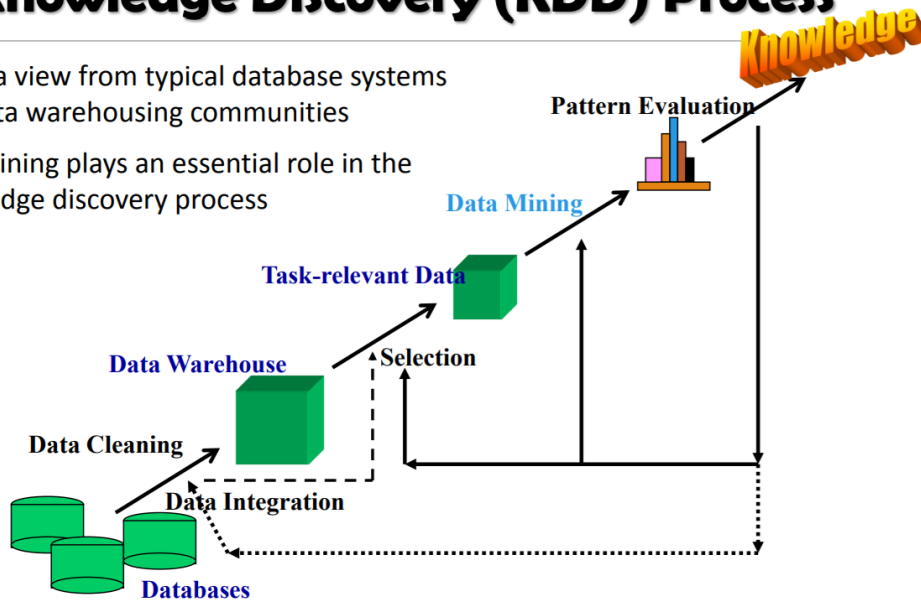 Knowledge Discovery (KDD) Process
a view from typical database systems
ta warehousing communities
ining plays an essential role in the
dge discovery process
Knowledge
Pattern Evaluation
Data Mining
Task-relevant Data
Selection
Data Warehouse
Data Cleaning
Data Integration
Databases